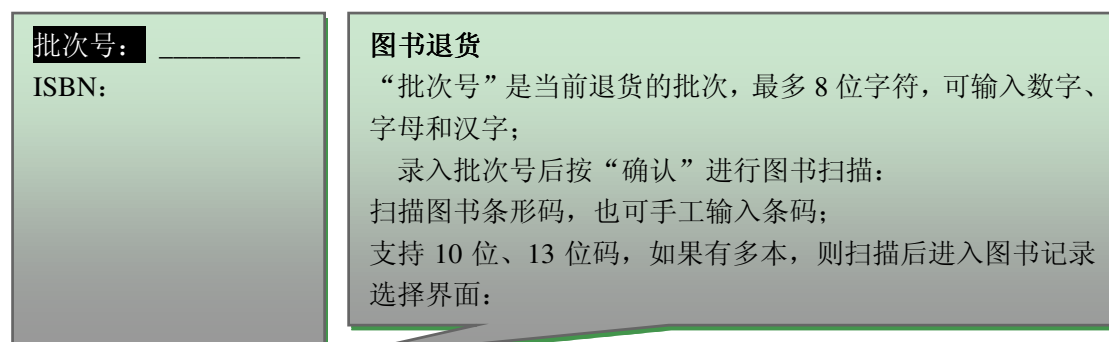 批次号： __________
ISBN：
图书退货
“批次号”是当前退货的批次，最多 8 位字符，可输入数字、
字母和汉字；
录入批次号后按“确认”进行图书扫描：
扫描图书条形码，也可手工输入条码；
支持 10 位、13 位码，如果有多本，则扫描后进入图书记录
选择界面：